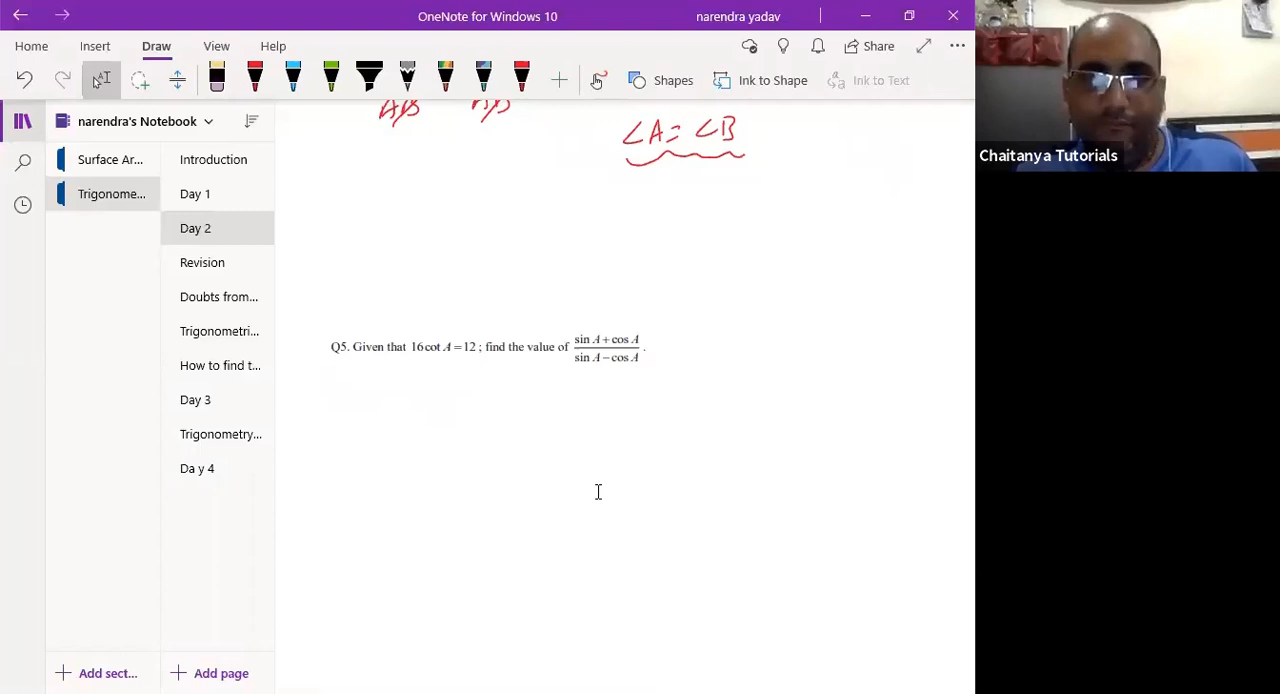 OneNote for Windows 10
narendra yadav
Home Insert Draw View Help
Share
Shapes Ink to Shape Ink to Text
narendra's Notebook
Surface Ar...
Trigonome...
Introduction
Day 1
Day 2
Revision
Doubts from...
Trigonometri...
How to find t...
Day 3
Trigonometry...
Da y 4
Add sect...
Add page
∠A = ∠B
Q5. Given that 16cot A = 12 ; find the value of (sin A + cos A)/(sin A − cos A) .
Chaitanya Tutorials